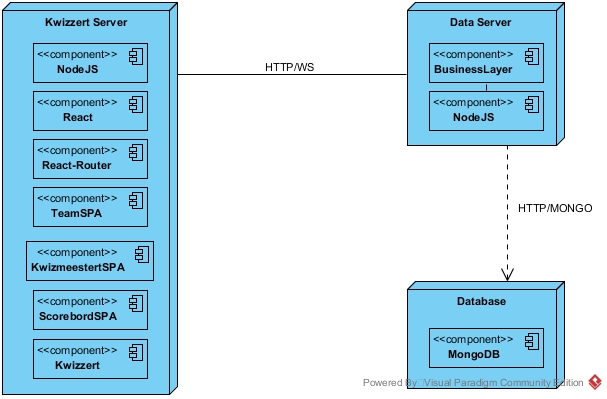 Kwizzert Server
<<component>>
NodeJS
<<component>>
React
<<component>>
React-Router
<<component>>
TeamSPA
<<component>>
KwizmeestertSPA
<<component>>
ScorebordSPA
<<component>>
Kwizzert
HTTP/WS
Data Server
<<component>>
BusinessLayer
<<component>>
NodeJS
HTTP/MONGO
Database
<<component>>
MongoDB
Powered By Visual Paradigm Community Edition